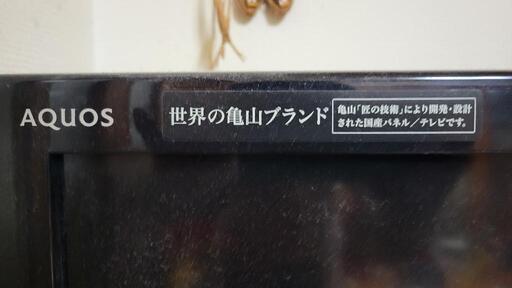 AQUOS
世界の亀山ブランド
亀山「匠の技術」により開発・設計
された国産パネル／テレビです。